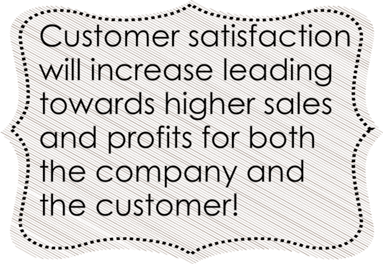 Customer satisfaction
will increase leading
towards higher sales
and profits for both
the company and
the customer!